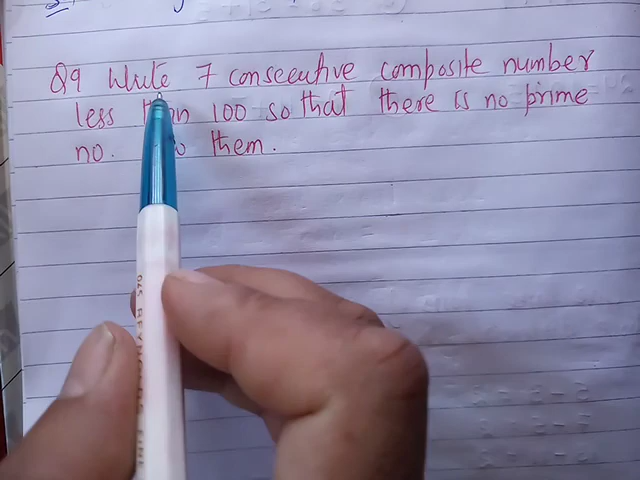 Q9 Write 7 consecutive composite number
less than 100 so that there is no prime
no. them.